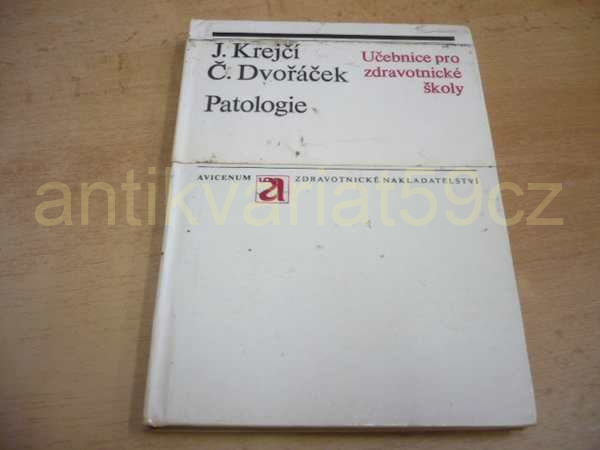 J. Krejčí
Č. Dvořáček
Patologie
Učebnice pro
zdravotnické
školy
AVICENUM a ZDRAVOTNICKÉ NAKLADATELSTVÍ
antikvariat59cz